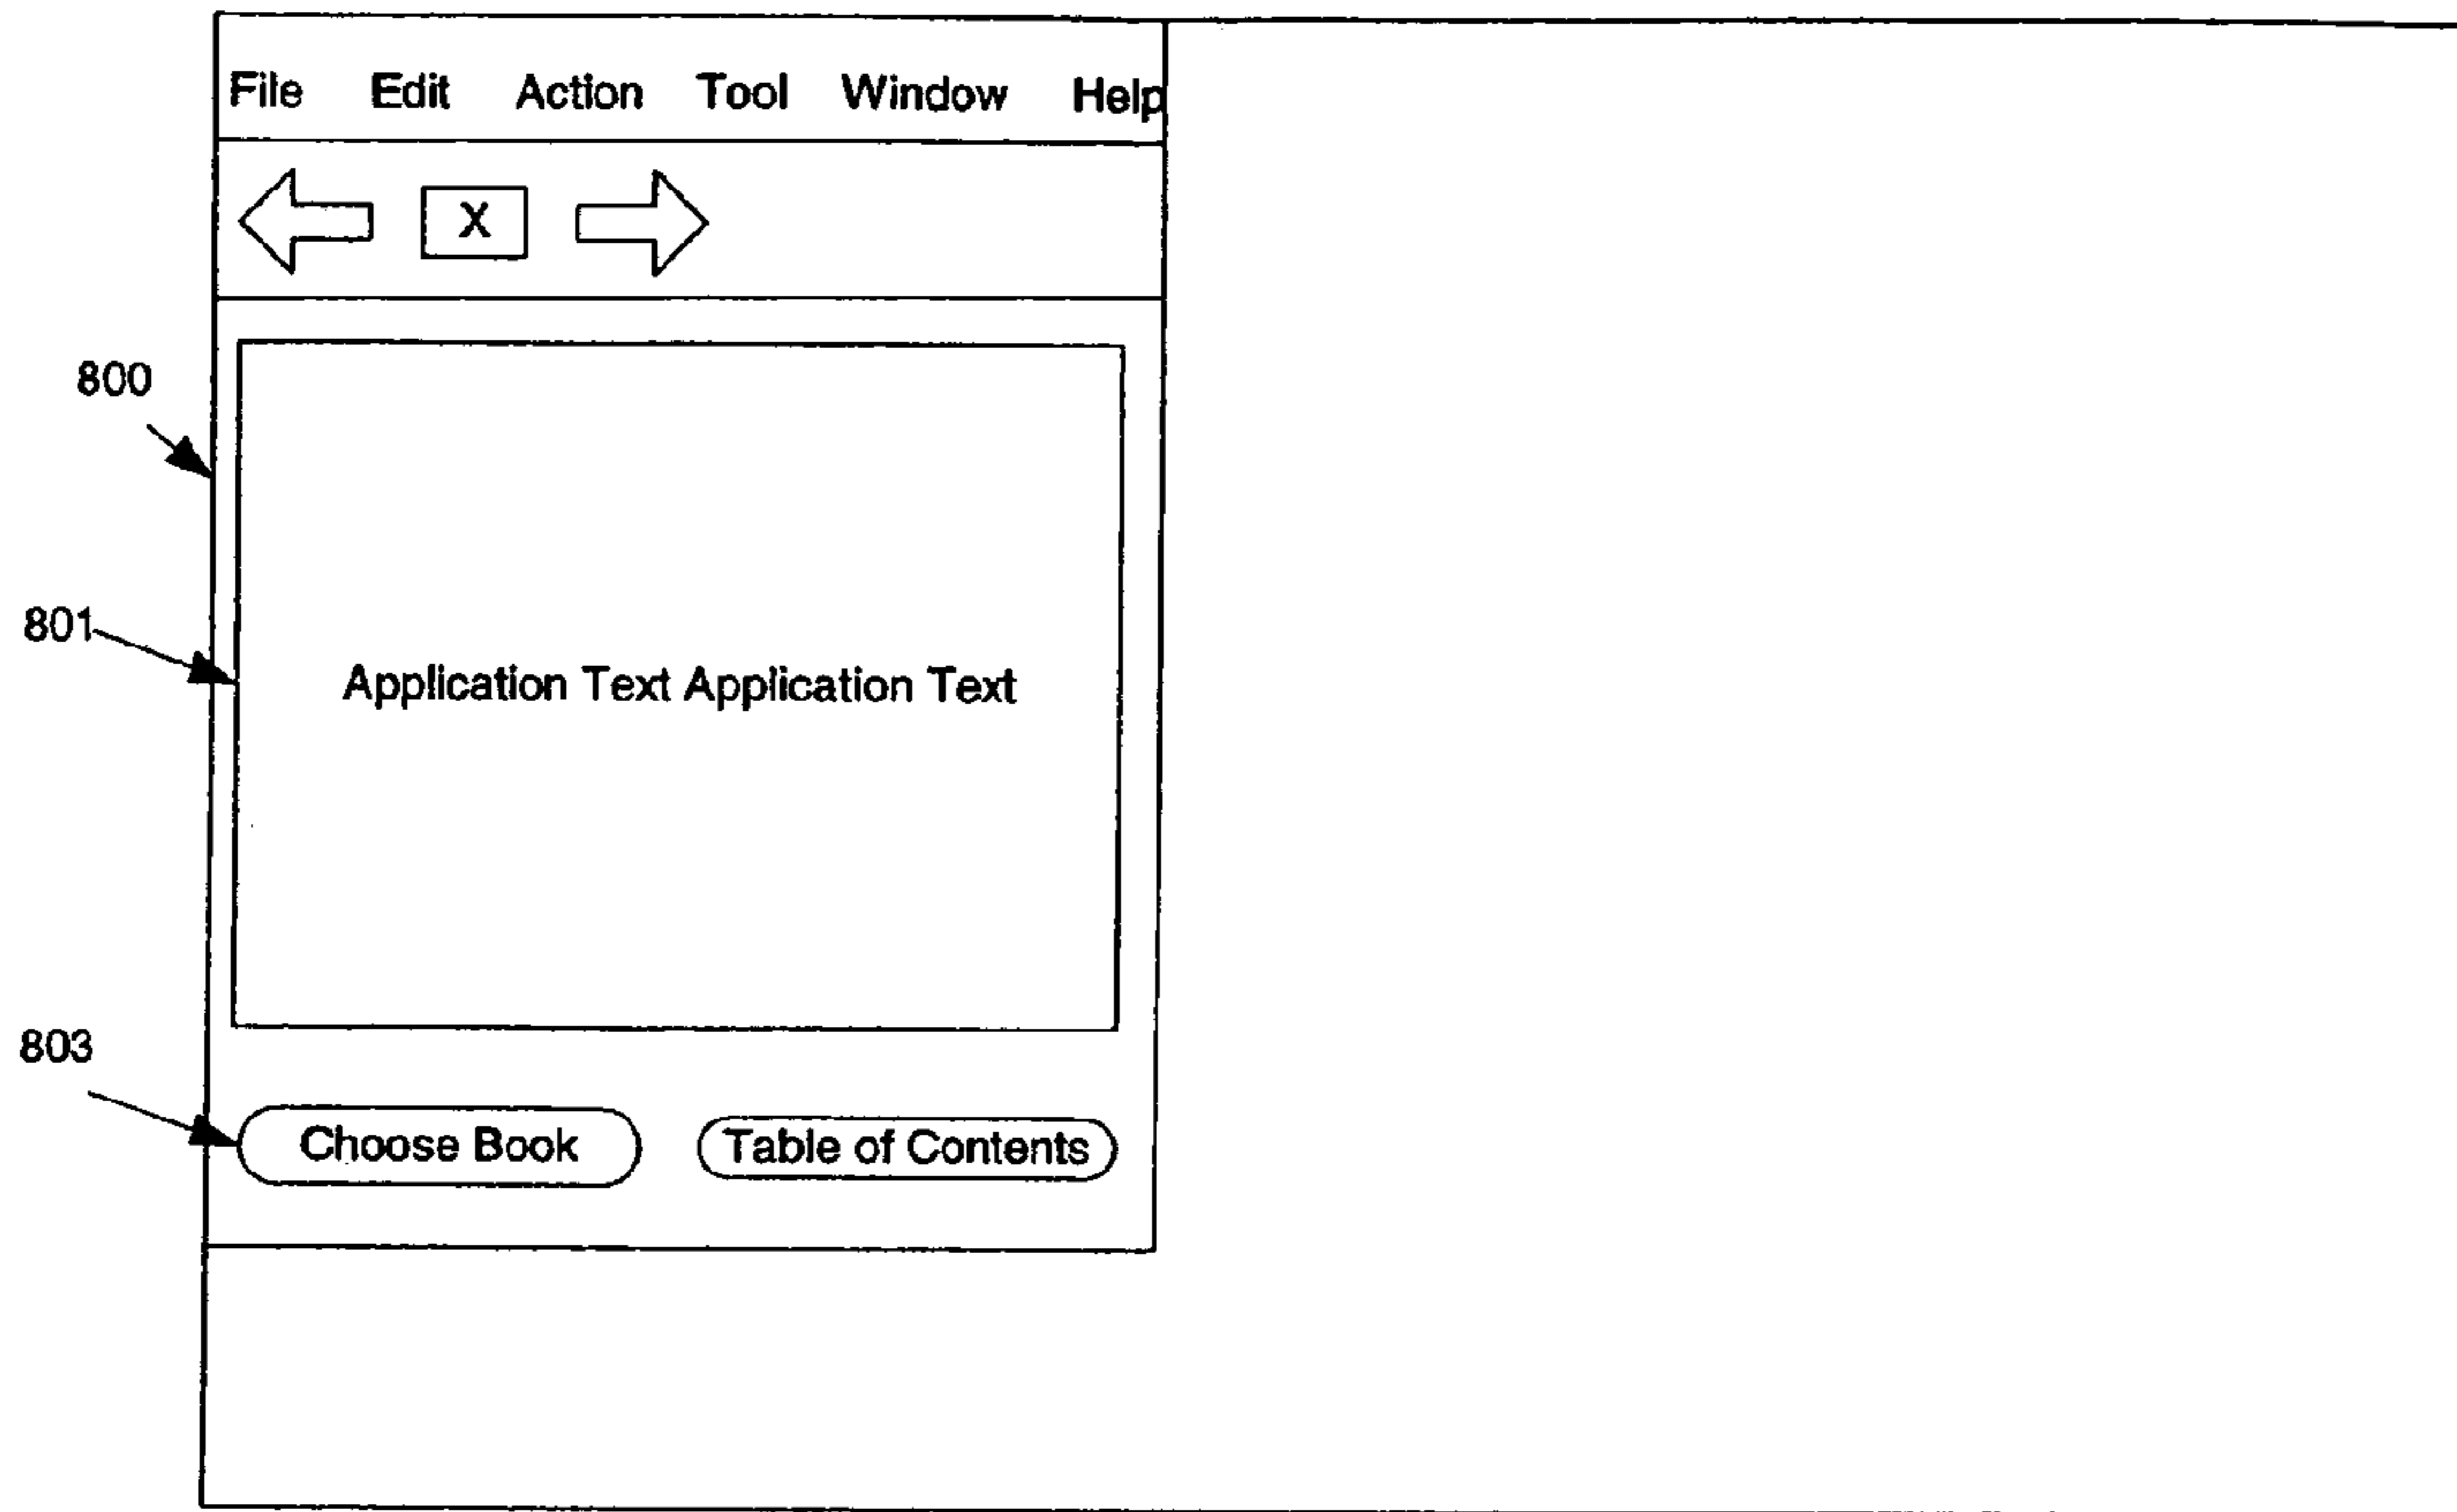 File Edit Action Tool Window Help
X
800
801
Application Text Application Text
803
Choose Book Table of Contents